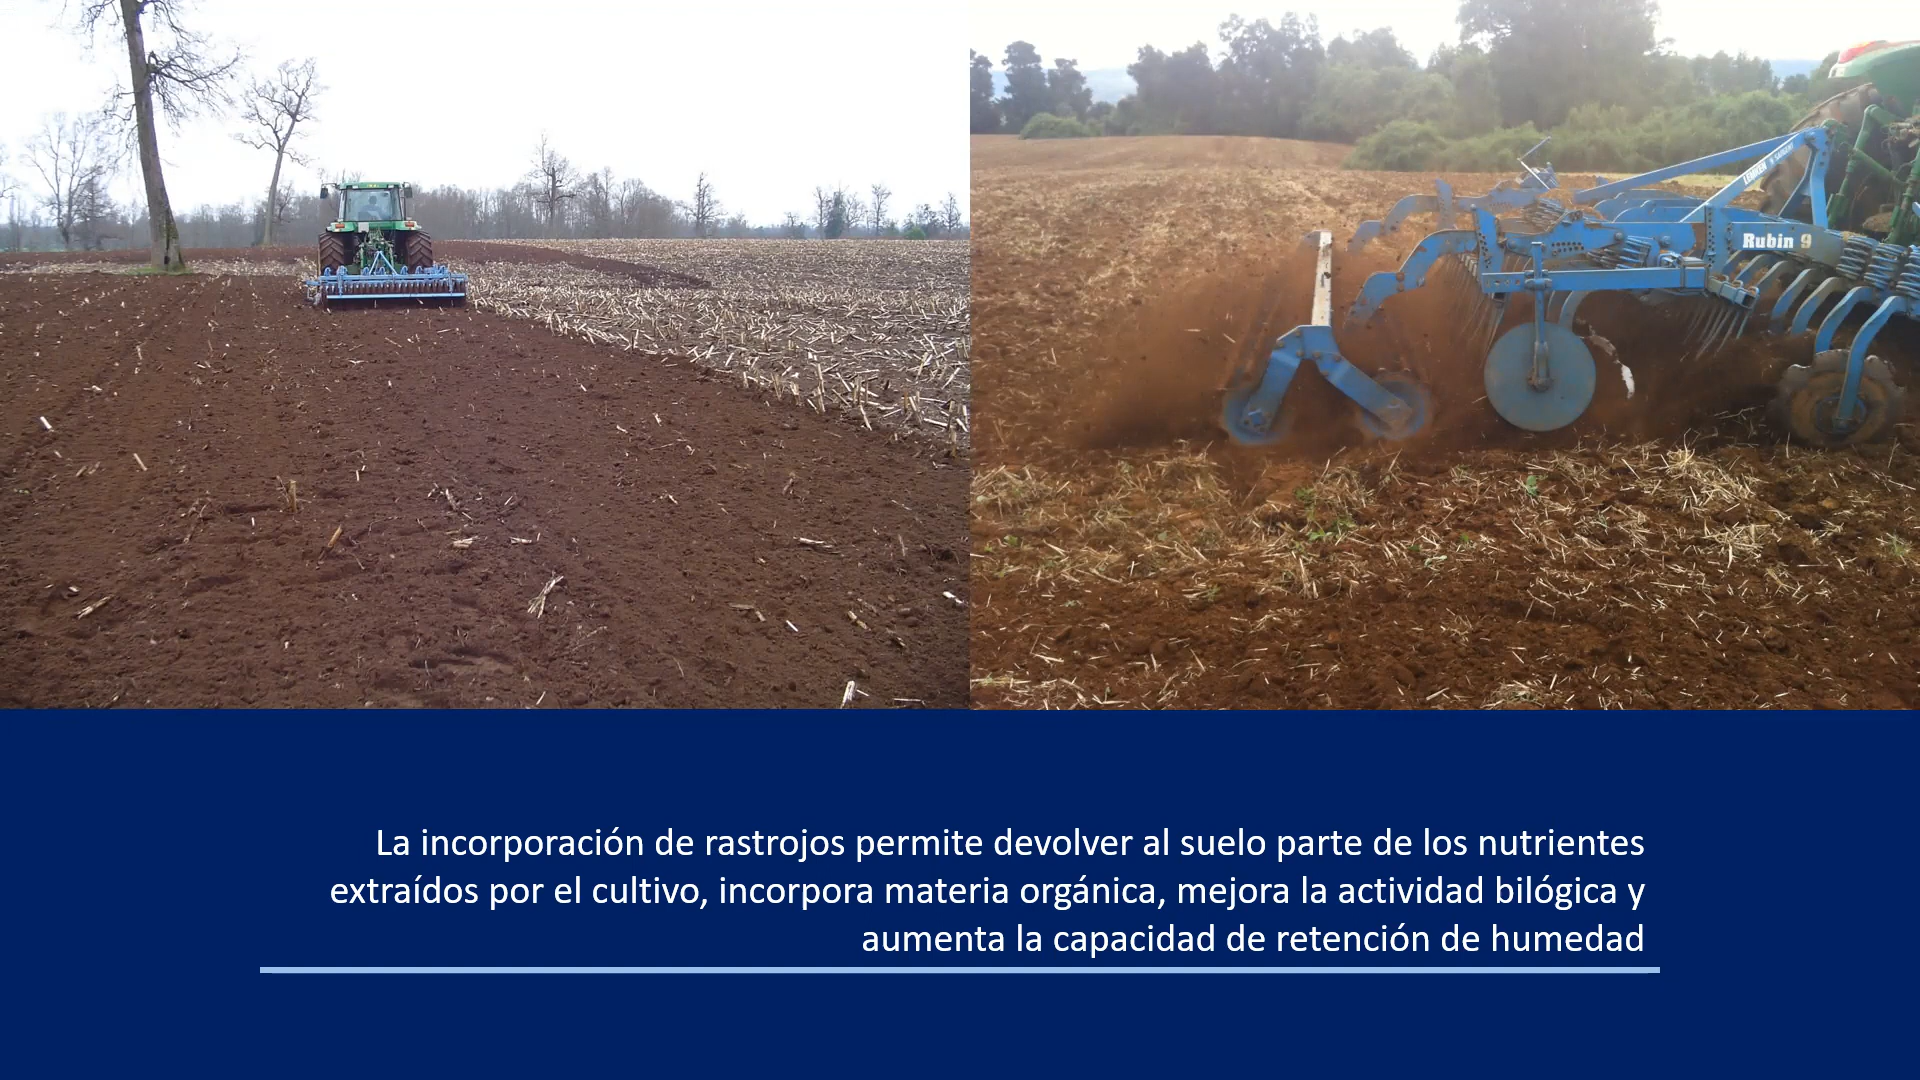 LEMKEN
Rubin 9
La incorporación de rastrojos permite devolver al suelo parte de los nutrientes
extraídos por el cultivo, incorpora materia orgánica, mejora la actividad bilógica y
aumenta la capacidad de retención de humedad